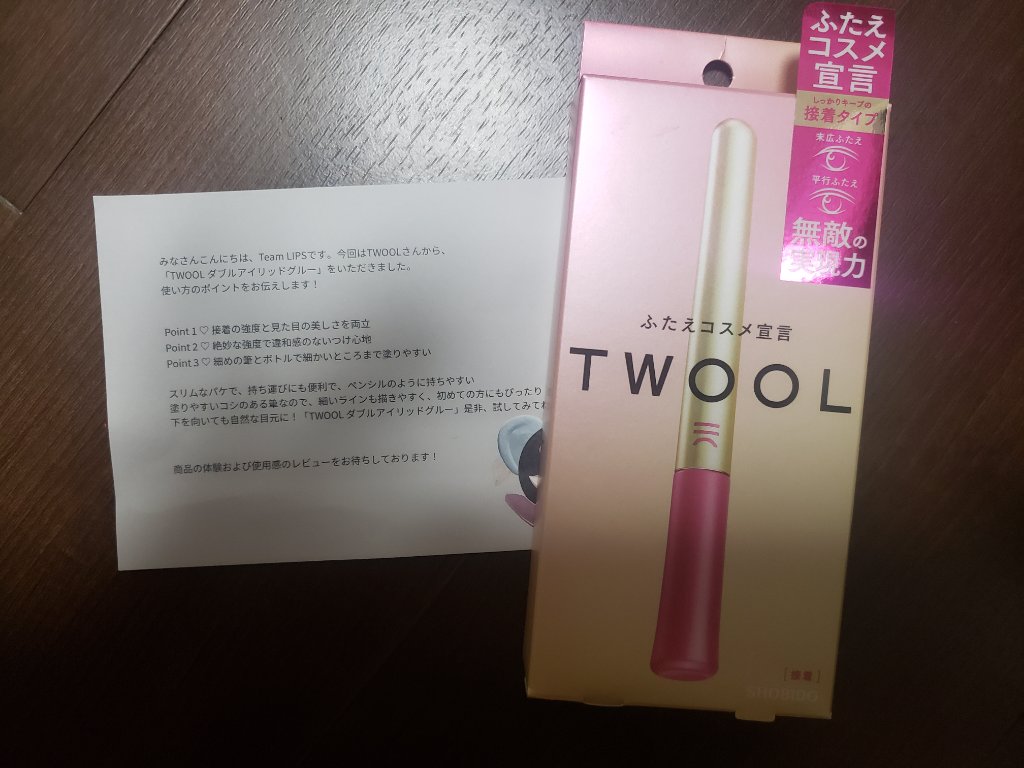 みなさんこんにちは、Team LIPSです。今回はTWOOLさんから、
「TWOOL ダブルアイリッドグルー」をいただきました。
使い方のポイントをお伝えします！
Point 1 ♡ 接着の強度と見た目の美しさを両立
Point 2 ♡ 絶妙な強度で違和感のないつけ心地
Point 3 ♡ 細めの筆とボトルで細かいところまで塗りやすい
スリムなパケで、持ち運びにも便利で、ペンシルのように持ちやすい
塗りやすいコシのある筆なので、細いラインも描きやすく、初めての方にもぴったり
下を向いても自然な目元に！「TWOOL ダブルアイリッドグルー」是非、試してみてね
商品の体験および使用感のレビューをお待ちしております！
ふたえ
コスメ
宣言
しっかりキープの
接着タイプ
末広ふたえ
平行ふたえ
無敵の
実現力
ふたえコスメ宣言
TWOOL
[接着]
SHOBIDO